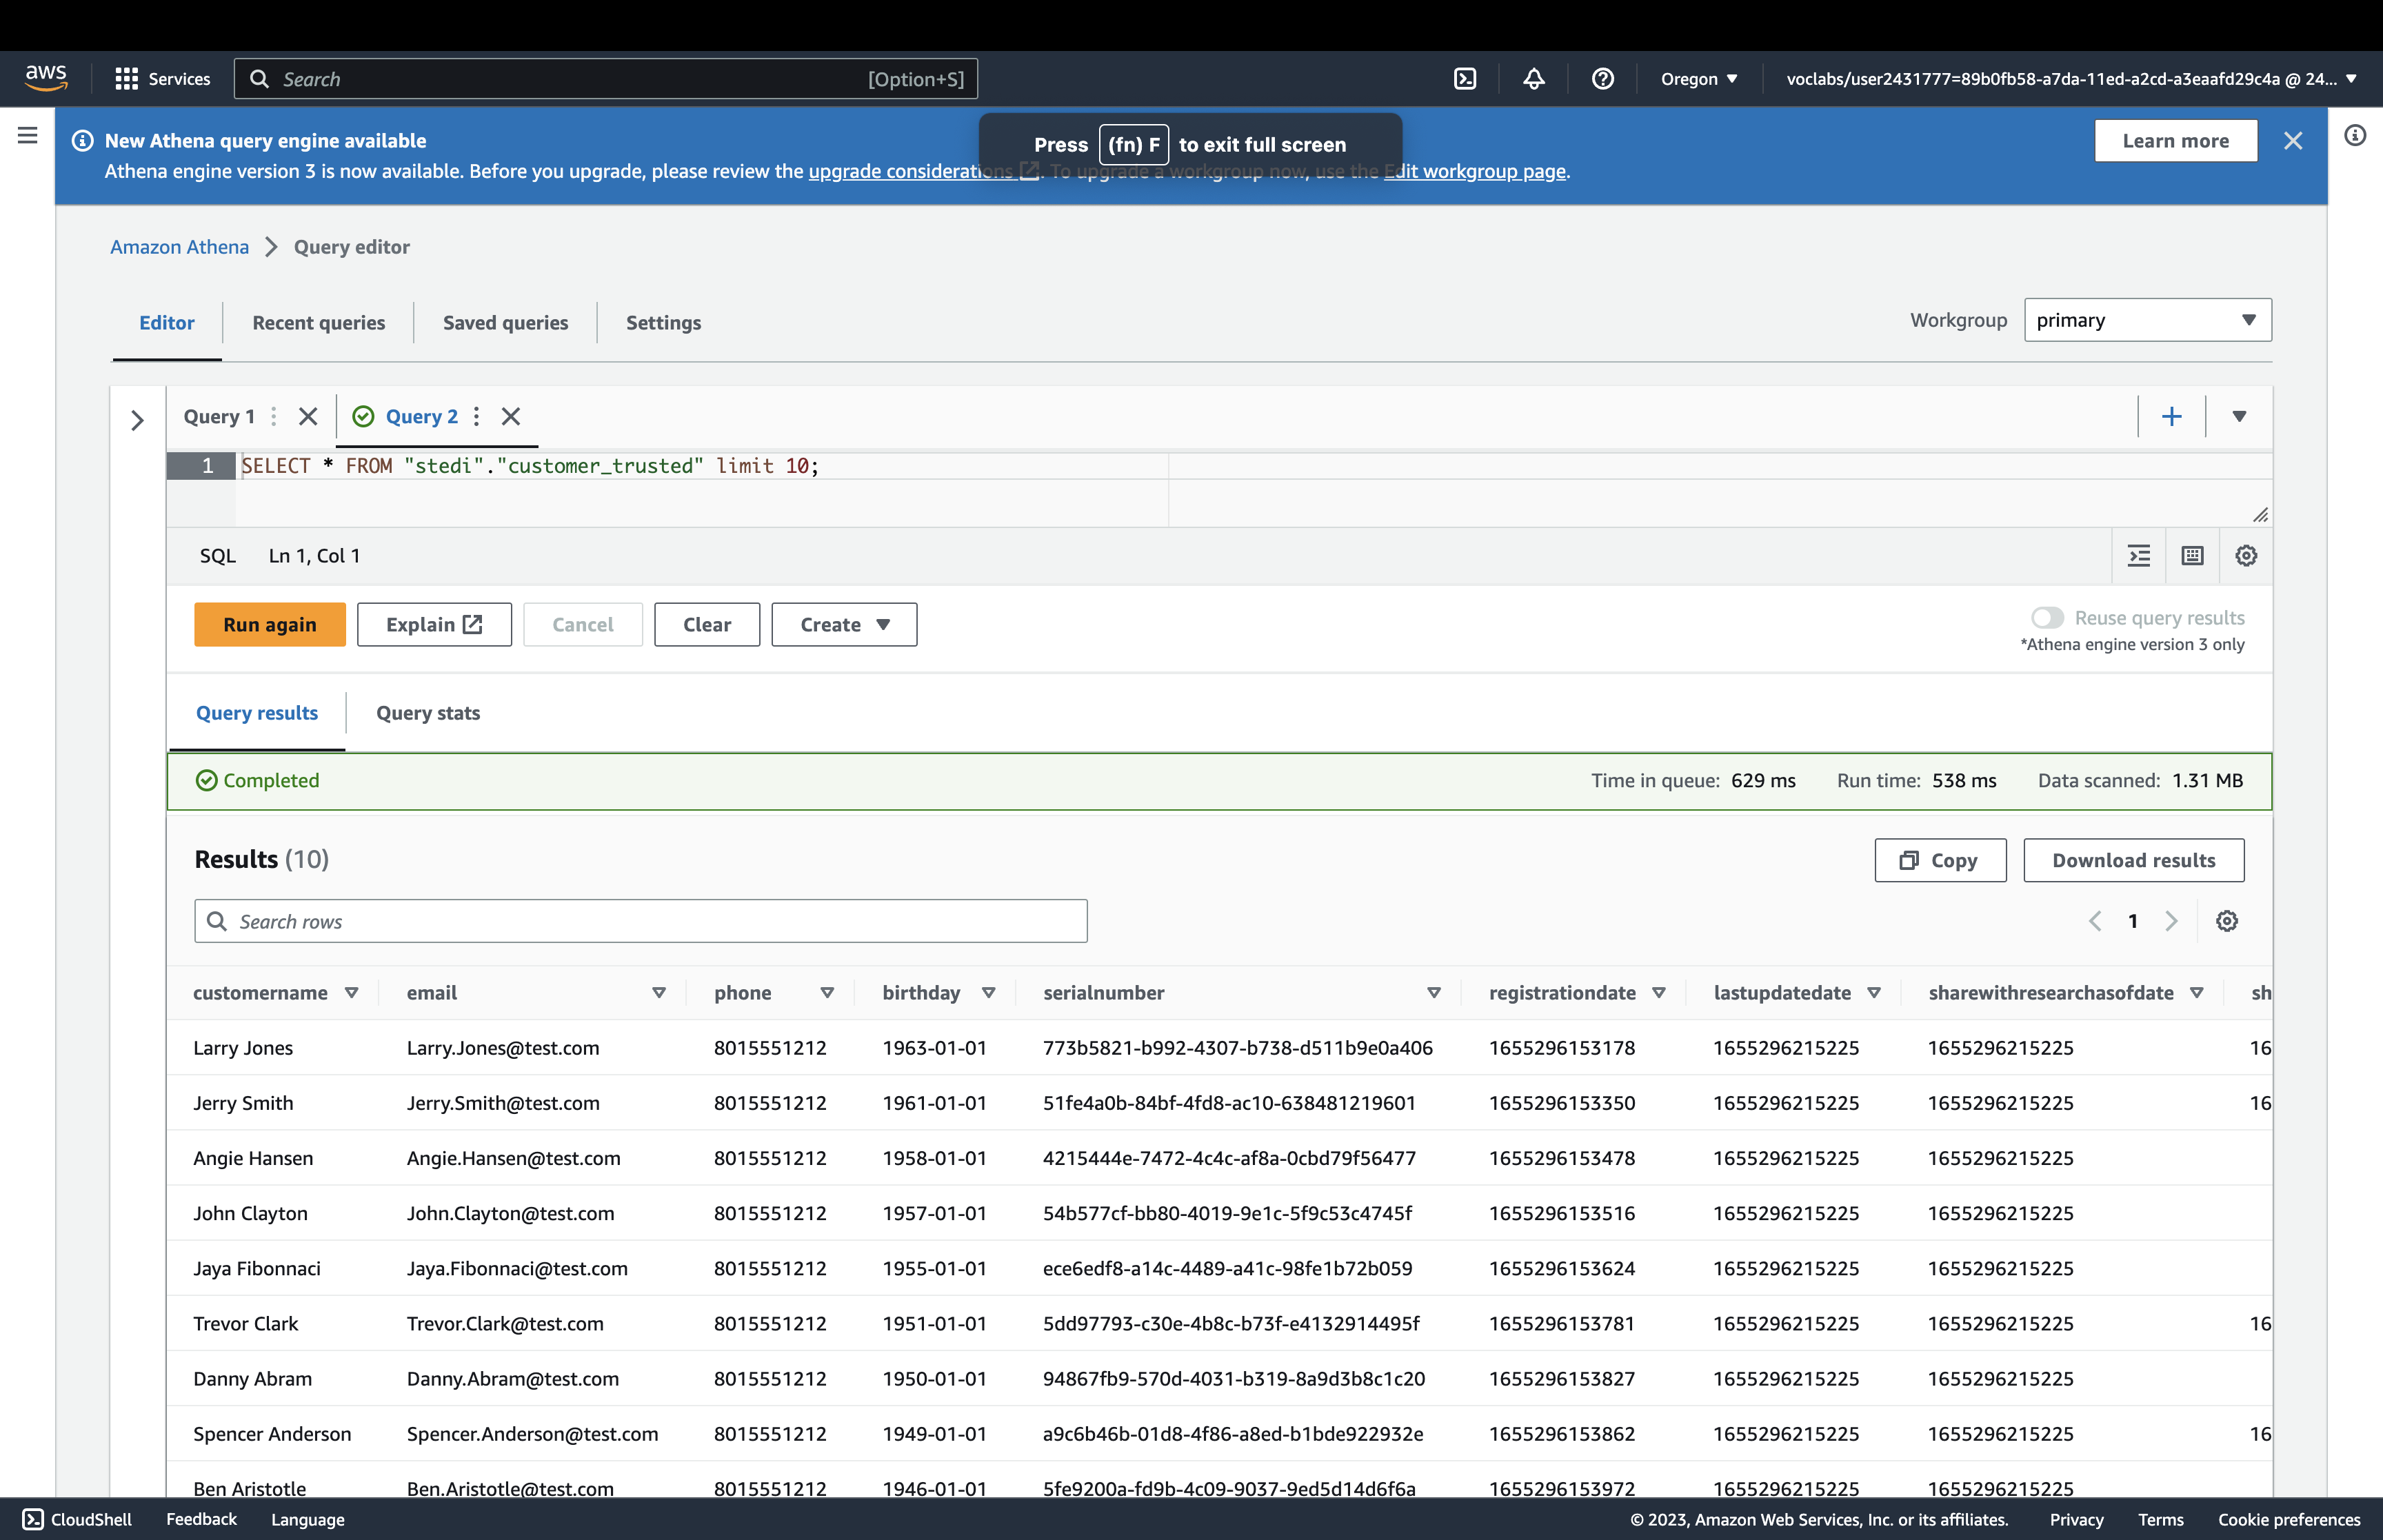 aws Services Search [Option+S] Oregon voclabs/user2431777=89b0fb58-a7da-11ed-a2cd-a3eaafd29c4a @ 24...
New Athena query engine available
Press (fn) F to exit full screen
Learn more
Athena engine version 3 is now available. Before you upgrade, please review the upgrade considerations. To upgrade a workgroup now, use the Edit workgroup page.
Amazon Athena Query editor
Editor Recent queries Saved queries Settings Workgroup primary
Query 1 Query 2
1 SELECT * FROM "stedi"."customer_trusted" limit 10;
SQL Ln 1, Col 1
Run again Explain Cancel Clear Create Reuse query results
*Athena engine version 3 only
Query results Query stats
Completed Time in queue: 629 ms Run time: 538 ms Data scanned: 1.31 MB
Results (10) Copy Download results
Search rows 1
customername email phone birthday serialnumber registrationdate lastupdatedate sharewithresearchasofdate sh
Larry Jones Larry.Jones@test.com 8015551212 1963-01-01 773b5821-b992-4307-b738-d511b9e0a406 1655296153178 1655296215225 1655296215225 16
Jerry Smith Jerry.Smith@test.com 8015551212 1961-01-01 51fe4a0b-84bf-4fd8-ac10-638481219601 1655296153350 1655296215225 1655296215225 16
Angie Hansen Angie.Hansen@test.com 8015551212 1958-01-01 4215444e-7472-4c4c-af8a-0cbd79f56477 1655296153478 1655296215225 1655296215225
John Clayton John.Clayton@test.com 8015551212 1957-01-01 54b577cf-bb80-4019-9e1c-5f9c53c4745f 1655296153516 1655296215225 1655296215225
Jaya Fibonnaci Jaya.Fibonnaci@test.com 8015551212 1955-01-01 ece6edf8-a14c-4489-a41c-98fe1b72b059 1655296153624 1655296215225 1655296215225
Trevor Clark Trevor.Clark@test.com 8015551212 1951-01-01 5dd97793-c30e-4b8c-b73f-e4132914495f 1655296153781 1655296215225 1655296215225 16
Danny Abram Danny.Abram@test.com 8015551212 1950-01-01 94867fb9-570d-4031-b319-8a9d3b8c1c20 1655296153827 1655296215225 1655296215225
Spencer Anderson Spencer.Anderson@test.com 8015551212 1949-01-01 a9c6b46b-01d8-4f86-a8ed-b1bde922932e 1655296153862 1655296215225 1655296215225 16
Ben Aristotle Ben.Aristotle@test.com 8015551212 1946-01-01 5fe9200a-fd9b-4c09-9037-9ed5d14d6f6a 1655296153972 1655296215225 1655296215225
CloudShell Feedback Language © 2023, Amazon Web Services, Inc. or its affiliates. Privacy Terms Cookie preferences